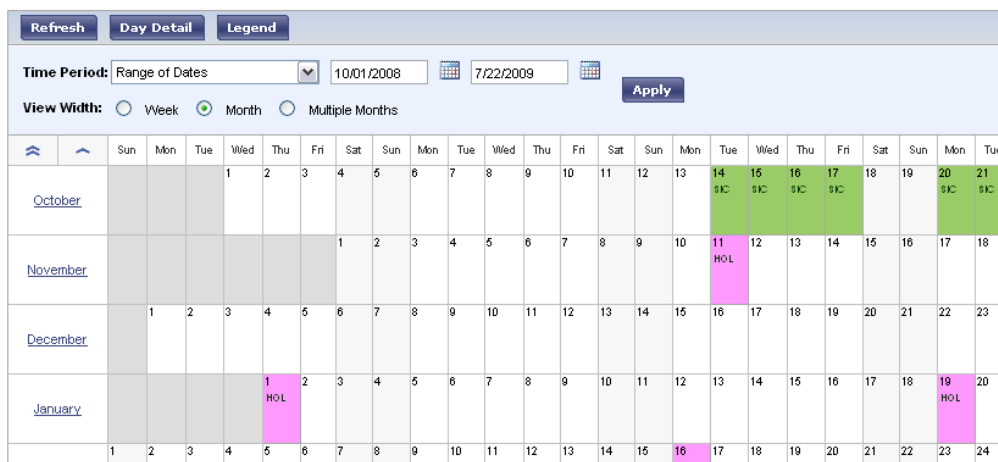 Refresh Day Detail Legend
Time Period: Range of Dates 10/01/2008 7/22/2009
Apply
View Width: Week Month Multiple Months
Sun Mon Tue Wed Thu Fri Sat Sun Mon Tue Wed Thu Fri Sat Sun Mon Tue Wed Thu Fri Sat Sun Mon Tu
1 2 3 4 5 6 7 8 9 10 11 12 13 14 15 16 17 18 19 20 21
SIC SIC SIC SIC SIC SIC
October
1 2 3 4 5 6 7 8 9 10 11 12 13 14 15 16 17 18
HOL
November
1 2 3 4 5 6 7 8 9 10 11 12 13 14 15 16 17 18 19 20 21 22 23
December
1 2 3 4 5 6 7 8 9 10 11 12 13 14 15 16 17 18 19 20
HOL HOL
January
1 2 3 4 5 6 7 8 9 10 11 12 13 14 15 16 17 18 19 20 21 22 23 24